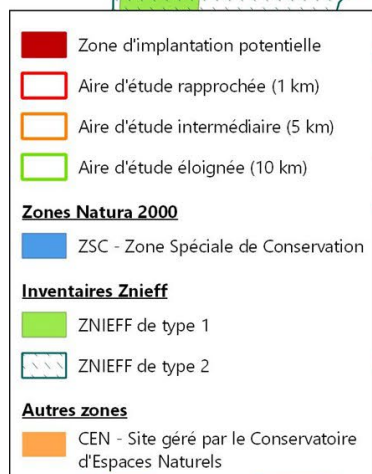 Zone d'implantation potentielle
Aire d'étude rapprochée (1 km)
Aire d'étude intermédiaire (5 km)
Aire d'étude éloignée (10 km)
Zones Natura 2000
ZSC - Zone Spéciale de Conservation
Inventaires Znieff
ZNIEFF de type 1
ZNIEFF de type 2
Autres zones
CEN - Site géré par le Conservatoire
d'Espaces Naturels